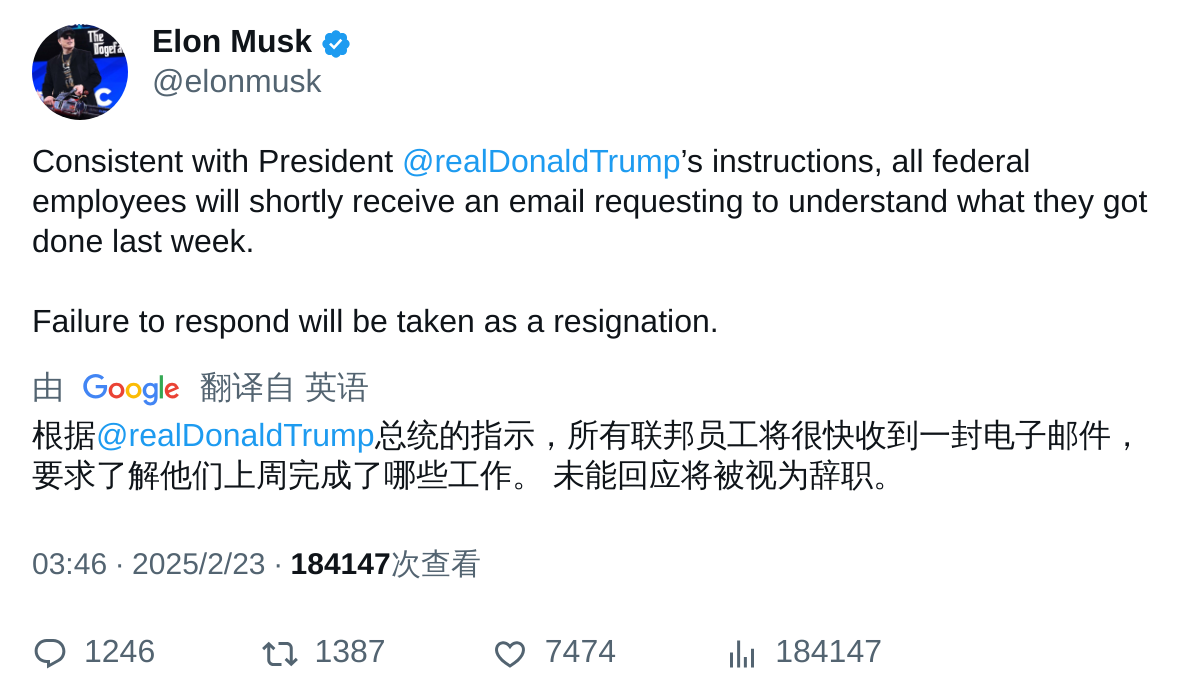 The
Elon Musk
@elonmusk
Consistent with President @realDonaldTrump’s instructions, all federal
employees will shortly receive an email requesting to understand what they got
done last week.
Failure to respond will be taken as a resignation.
由 Google 翻译自 英语
根据@realDonaldTrump总统的指示，所有联邦员工将很快收到一封电子邮件，
要求了解他们上周完成了哪些工作。 未能回应将被视为辞职。
03:46 · 2025/2/23 · 184147次查看
1246 1387 7474 184147